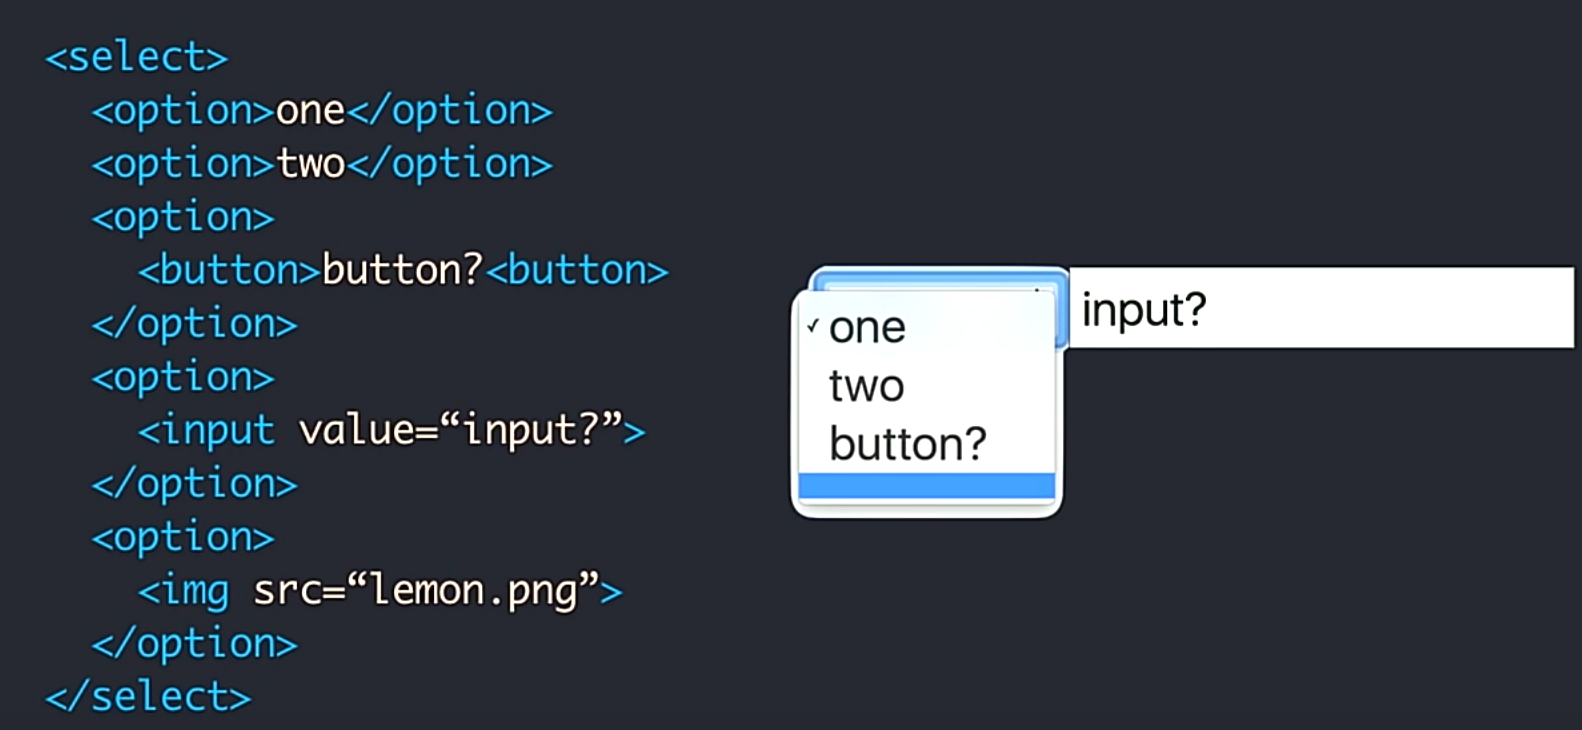 <select>
  <option>one</option>
  <option>two</option>
  <option>
    <button>button?<button>
  </option>
  <option>
    <input value=“input?”>
  </option>
  <option>
    <img src=“lemon.png”>
  </option>
</select>
✓ one
two
button?
input?